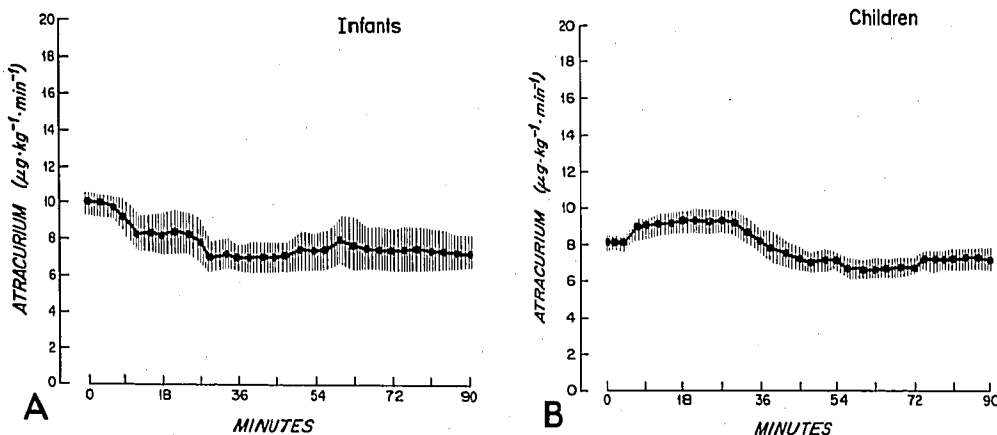 Infants
ATRACURIUM (µg·kg⁻¹·min⁻¹)
20
18
16
14
12
10
8
6
4
2
0
0 18 36 54 72 90
MINUTES
A
Children
ATRACURIUM (µg·kg⁻¹·min⁻¹)
20
18
16
14
12
10
8
6
4
2
0
0 18 36 54 72 90
MINUTES
B